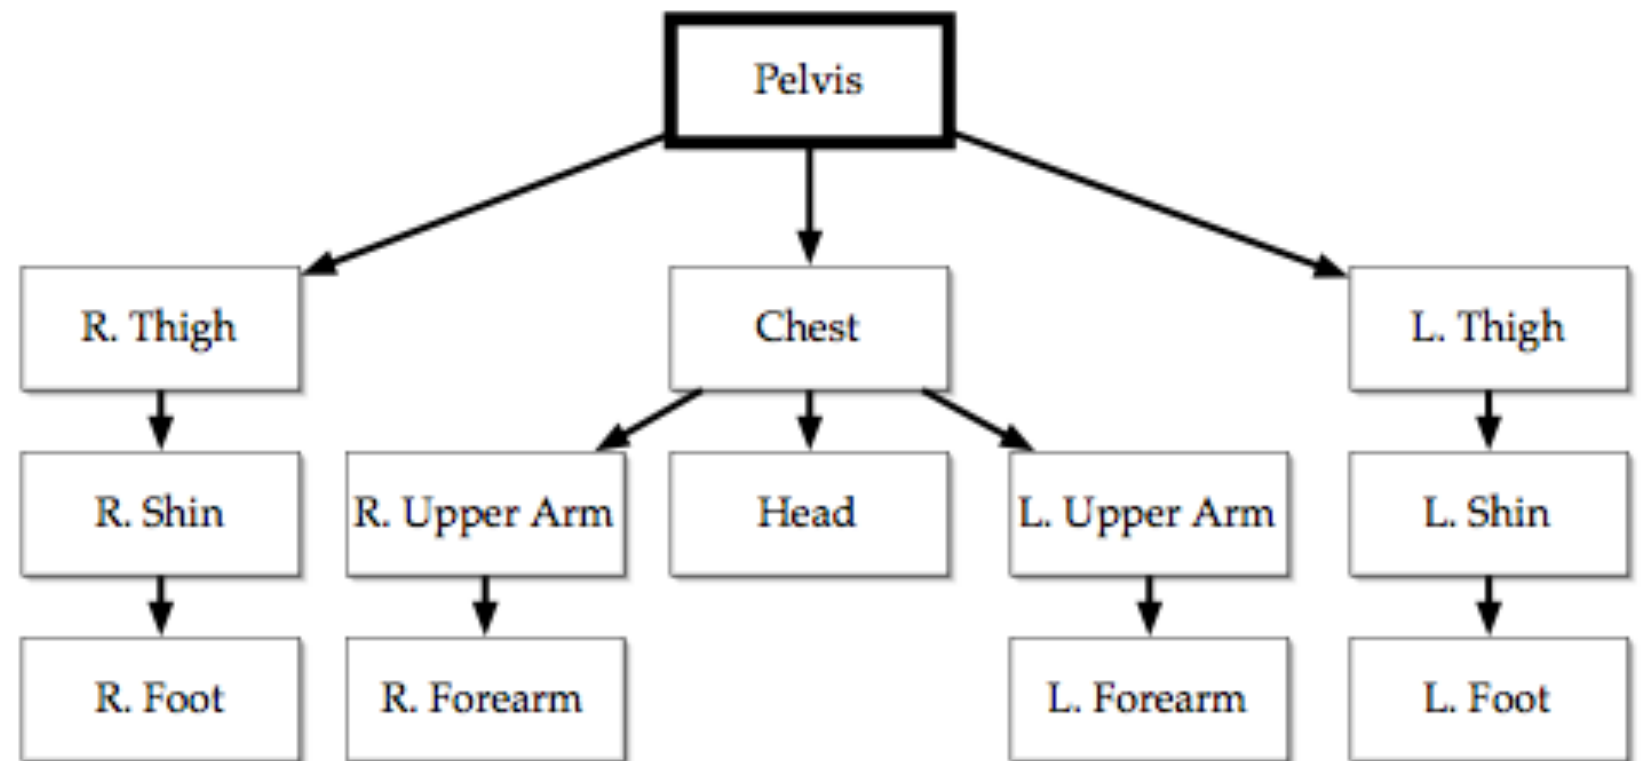 Pelvis
R. Thigh
Chest
L. Thigh
R. Shin
R. Upper Arm
Head
L. Upper Arm
L. Shin
R. Foot
R. Forearm
L. Forearm
L. Foot